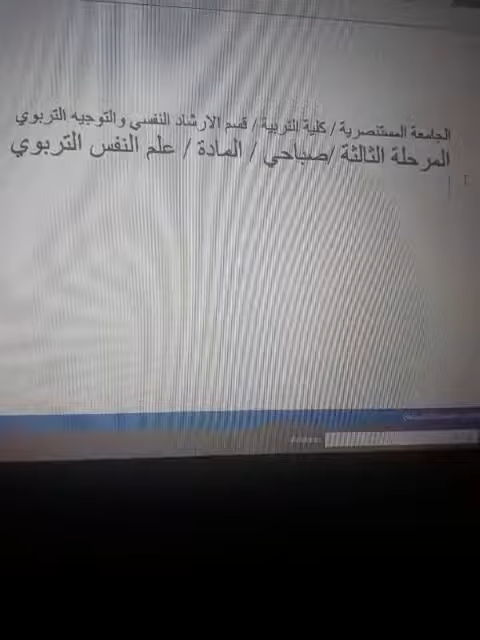 الجامعة المستنصرية / كلية التربية / قسم الارشاد النفسي والتوجيه التربوي
المرحلة الثالثة /صباحي / المادة / علم النفس التربوي